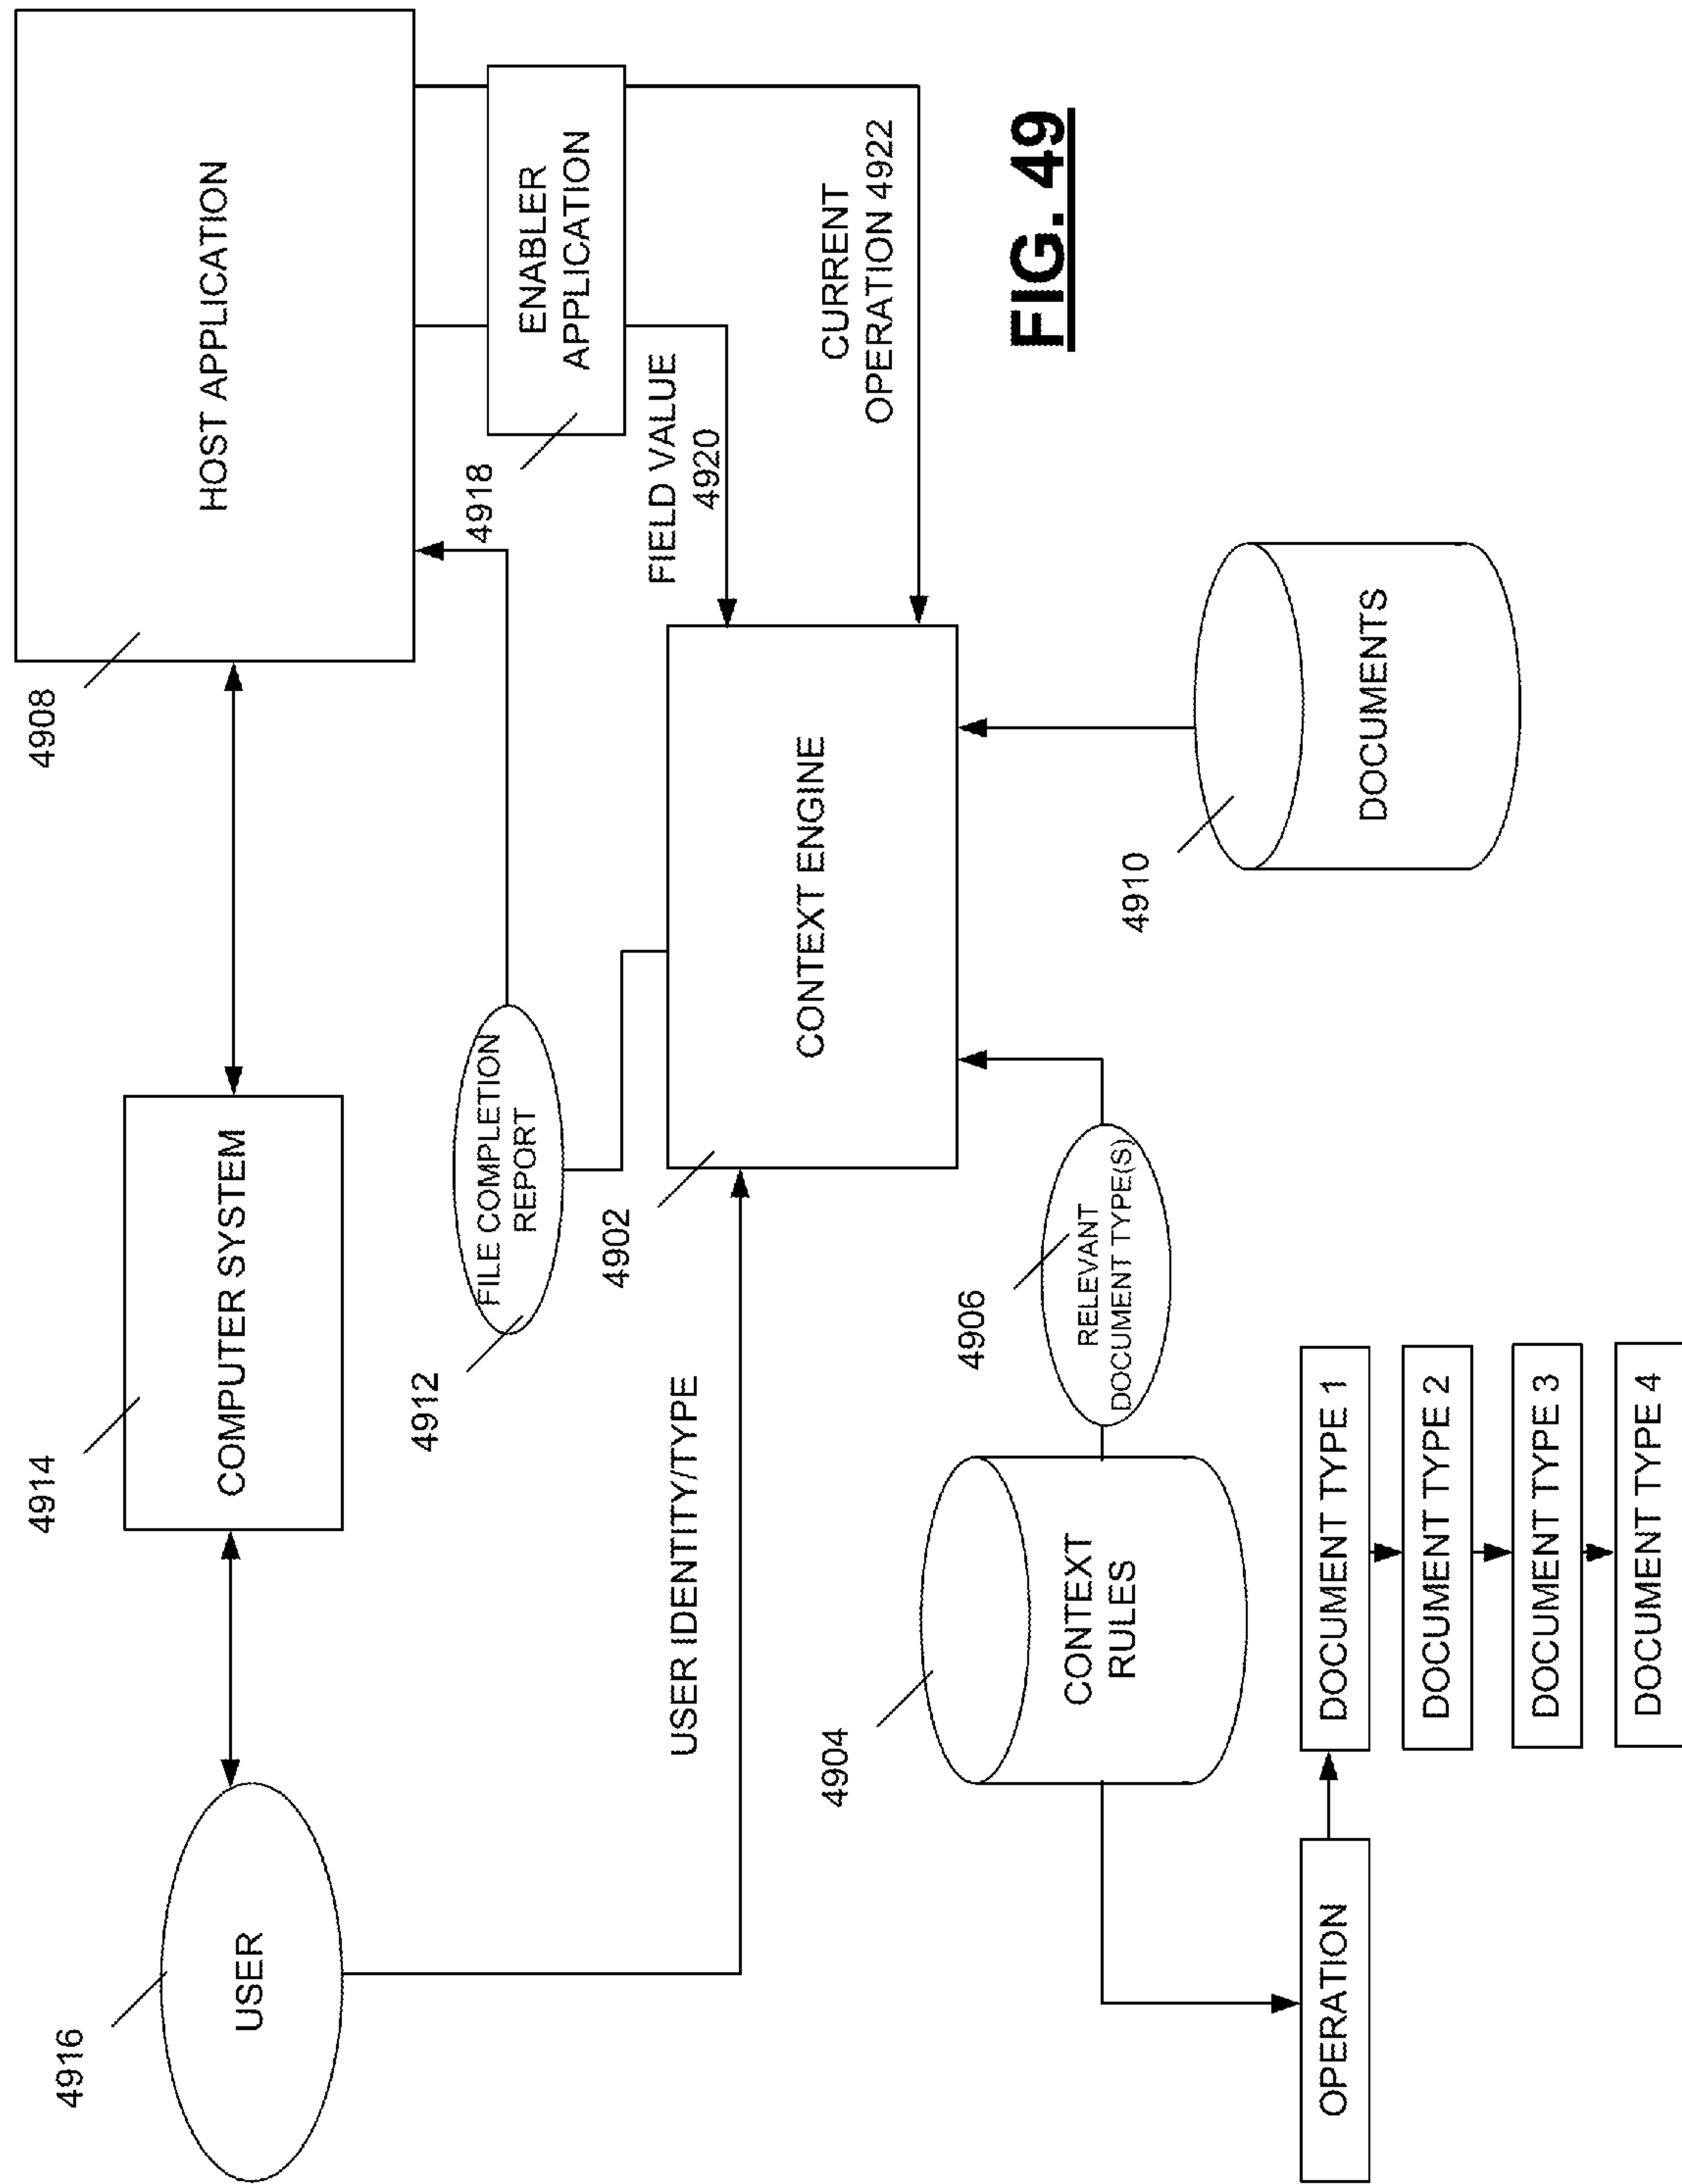 4916
USER
4914
COMPUTER SYSTEM
4908
HOST APPLICATION
4912
FILE COMPLETION
REPORT
4918
ENABLER
APPLICATION
USER IDENTITY/TYPE
4902
CONTEXT ENGINE
FIELD VALUE
4920
CURRENT
OPERATION 4922
4904
CONTEXT
RULES
4906
RELEVANT
DOCUMENT TYPE(S)
4910
DOCUMENTS
OPERATION
DOCUMENT TYPE 1
DOCUMENT TYPE 2
DOCUMENT TYPE 3
DOCUMENT TYPE 4
FIG. 49